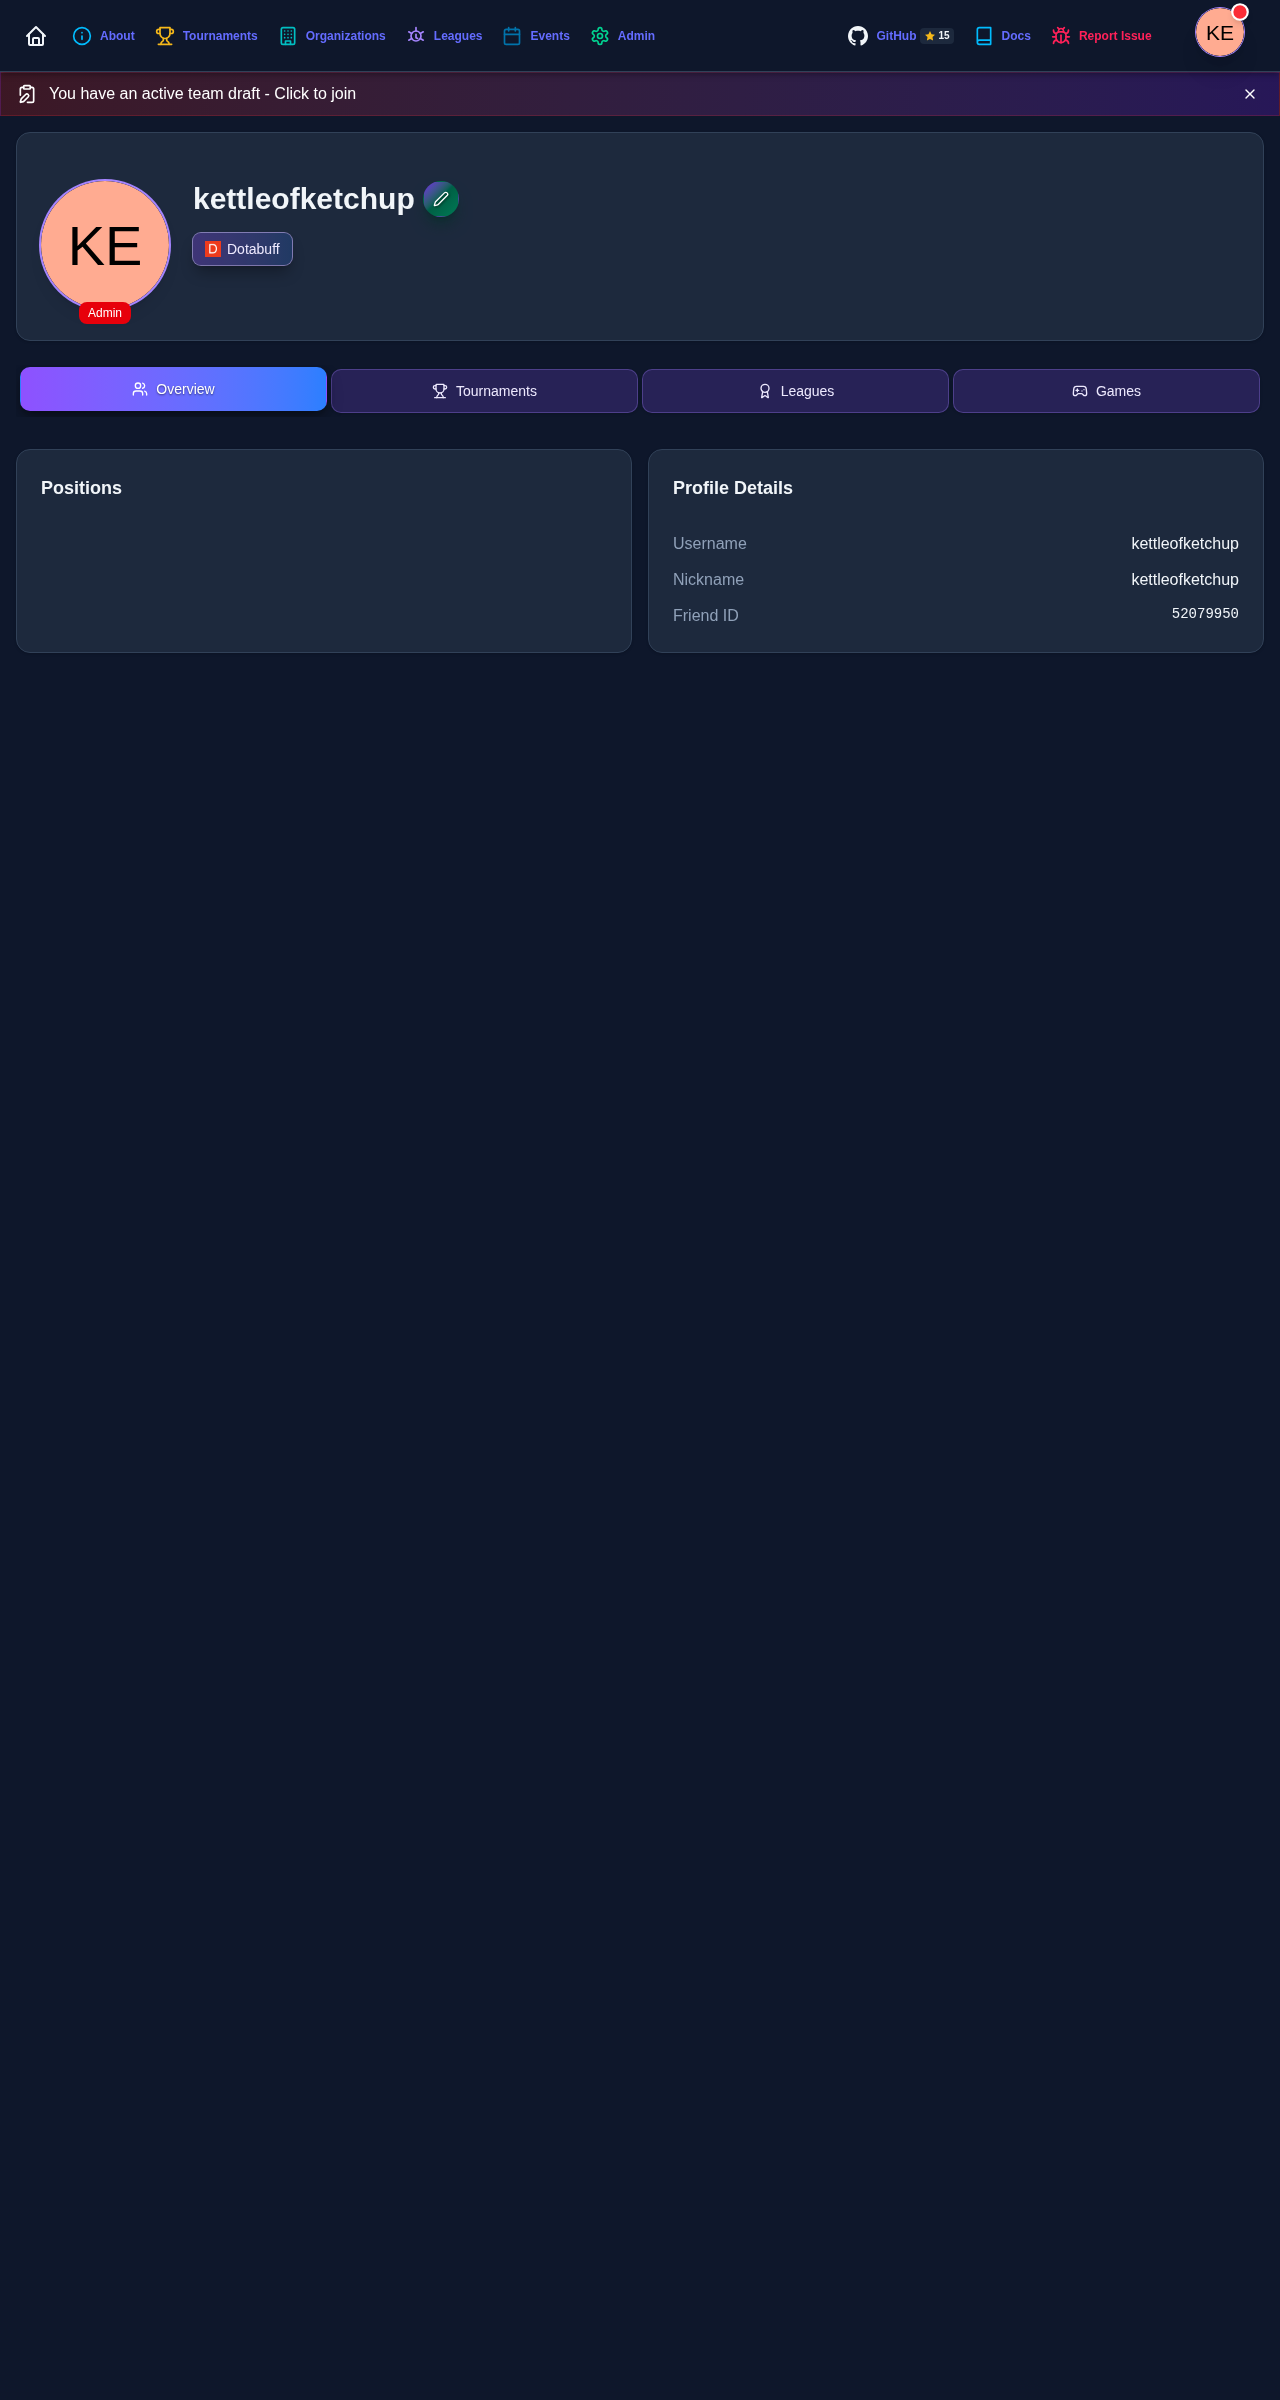 About Tournaments Organizations Leagues Events Admin GitHub 15 Docs Report Issue KE
You have an active team draft - Click to join
KE
Admin
kettleofketchup
D Dotabuff
Overview Tournaments Leagues Games
Positions
Profile Details
Username kettleofketchup
Nickname kettleofketchup
Friend ID 52079950